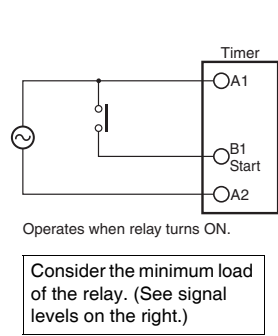 Timer
A1
B1
Start
A2
Operates when relay turns ON.
Consider the minimum load
of the relay. (See signal
levels on the right.)